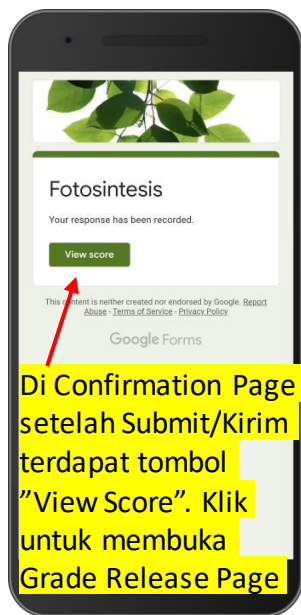 Fotosintesis
Your response has been recorded.
View score
This content is neither created nor endorsed by Google. Report
Abuse - Terms of Service - Privacy Policy
Google Forms
Di Confirmation Page
setelah Submit/Kirim
terdapat tombol
”View Score”. Klik
untuk membuka
Grade Release Page